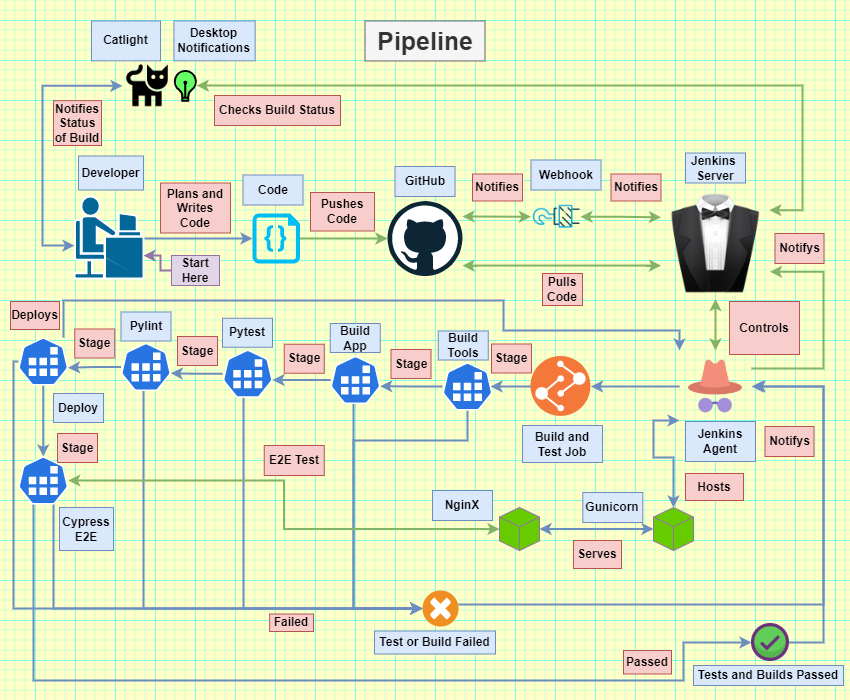 Pipeline
Catlight
Desktop
Notifications
Notifies
Status
of Build
Checks Build Status
Developer
Plans and
Writes
Code
Code
Pushes
Code
GitHub
Notifies
Webhook
Notifies
Jenkins
Server
Start
Here
Pulls
Code
Notifys
Deploys
Stage
Pylint
Stage
Pytest
Stage
Build
App
Stage
Build
Tools
Stage
Controls
Deploy
Build and
Test Job
Jenkins
Agent
Notifys
Stage
E2E Test
Hosts
Cypress
E2E
NginX
Gunicorn
Serves
Failed
Test or Build Failed
Passed
Tests and Builds Passed